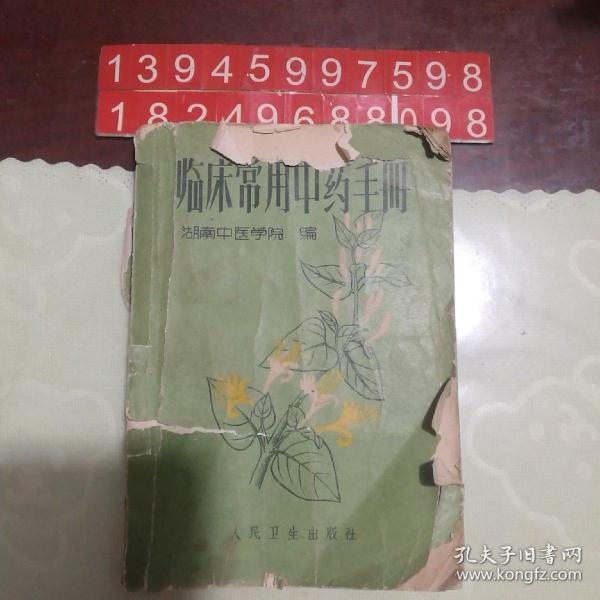 13945997598
18249688098
临床常用中药手册
湖南中医学院 编
人民卫生出版社
孔夫子旧书网
www.kongfz.com